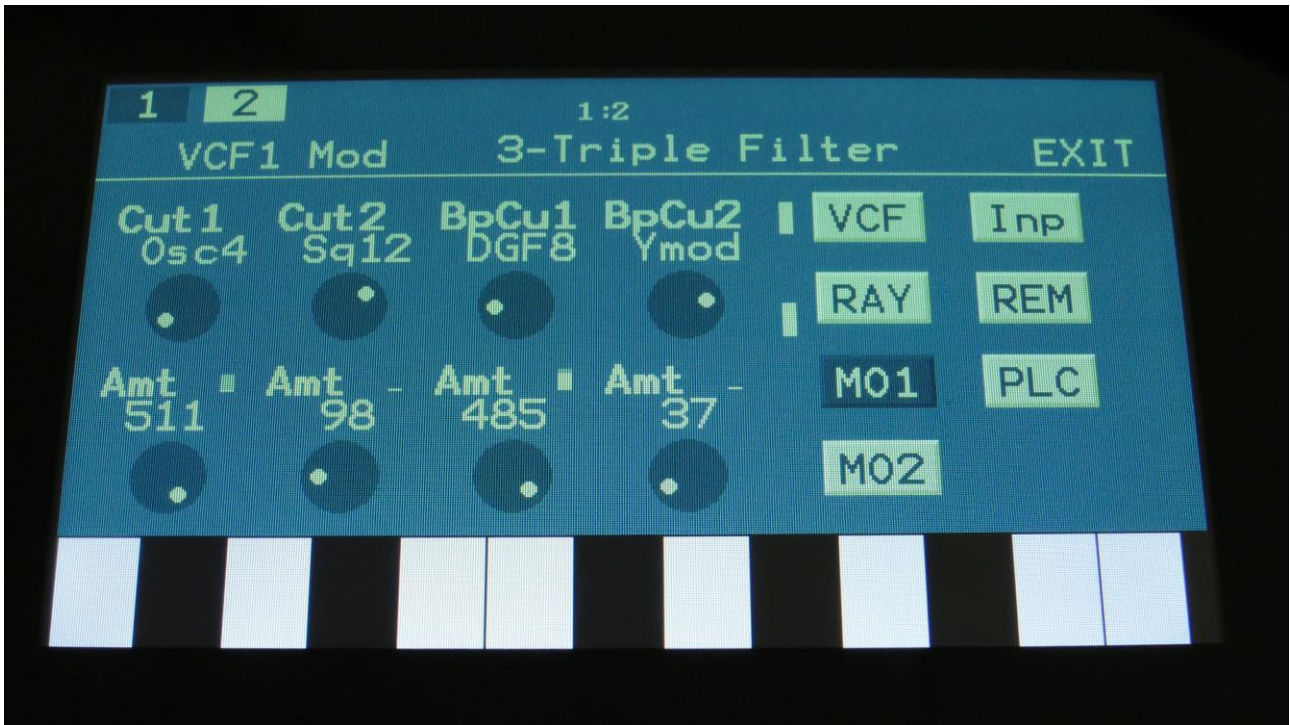 1 2 1:2
VCF1 Mod 3-Triple Filter EXIT
Cut1 Cut2 BpCu1 BpCu2 VCF Inp
Osc4 Sq12 DGF8 Ymod
RAY REM
Amt Amt Amt Amt MO1 PLC
511 98 485 37
MO2